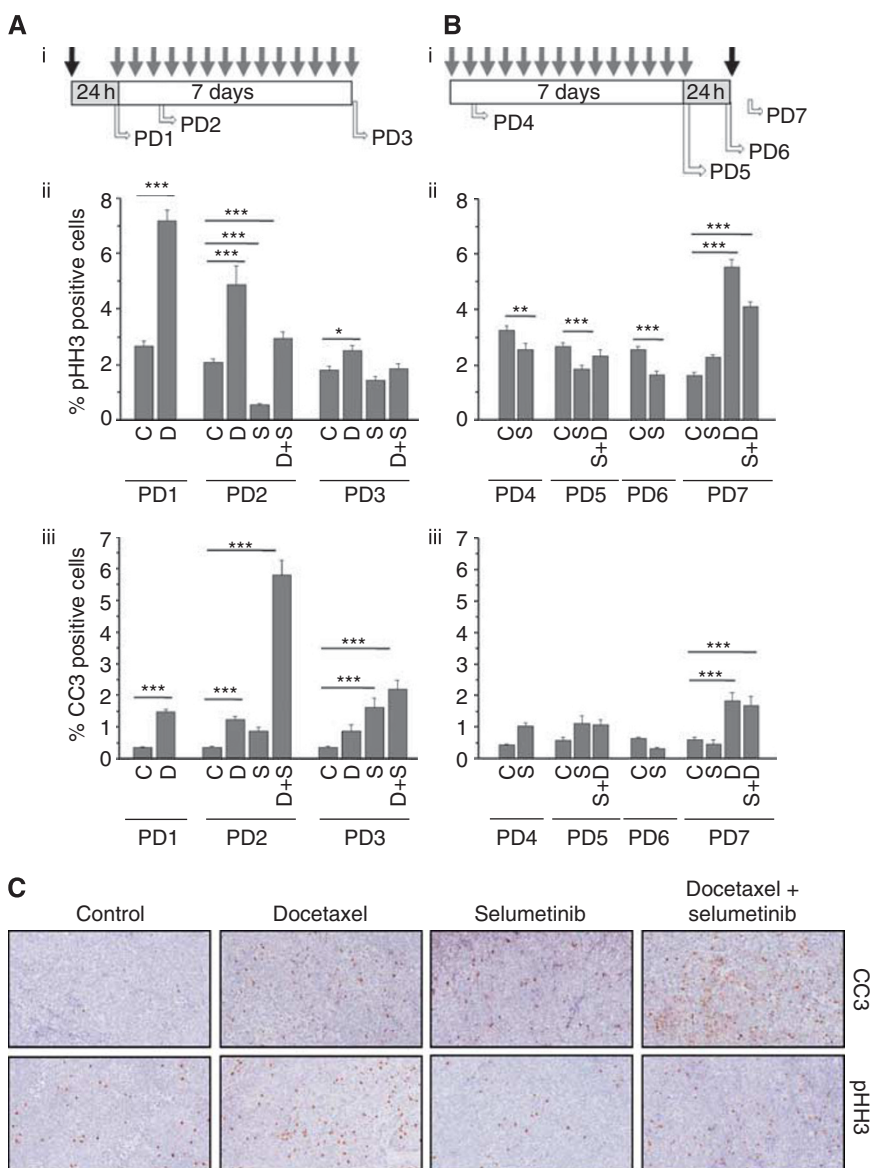 A
B
i
24 h
7 days
PD1
PD2
PD3
i
7 days
24 h
PD4
PD5
PD6
PD7
ii
% pHH3 positive cells
8
6
4
2
0
***
***
***
***
*
C
D
C
D
S
D+S
C
D
S
D+S
PD1
PD2
PD3
ii
8
6
4
2
0
**
***
***
***
***
C
S
C
S
S+D
C
S
C
S
D
S+D
PD4
PD5
PD6
PD7
iii
% CC3 positive cells
7
6
5
4
3
2
1
0
***
***
***
***
***
C
D
C
D
S
D+S
C
D
S
D+S
PD1
PD2
PD3
iii
7
6
5
4
3
2
1
0
***
***
C
S
C
S
S+D
C
S
C
S
D
S+D
PD4
PD5
PD6
PD7
C
Control
Docetaxel
Selumetinib
Docetaxel +
selumetinib
CC3
pHH3